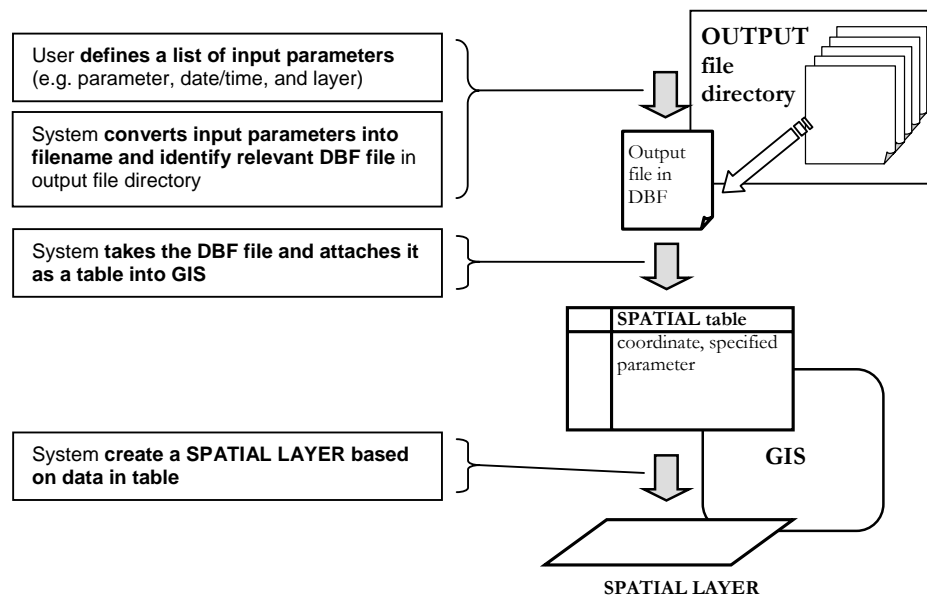 User defines a list of input parameters
(e.g. parameter, date/time, and layer)
System converts input parameters into
filename and identify relevant DBF file in
output file directory
OUTPUT
file
directory
Output
file in
DBF
System takes the DBF file and attaches it
as a table into GIS
SPATIAL table
coordinate, specified
parameter
GIS
System create a SPATIAL LAYER based
on data in table
SPATIAL LAYER